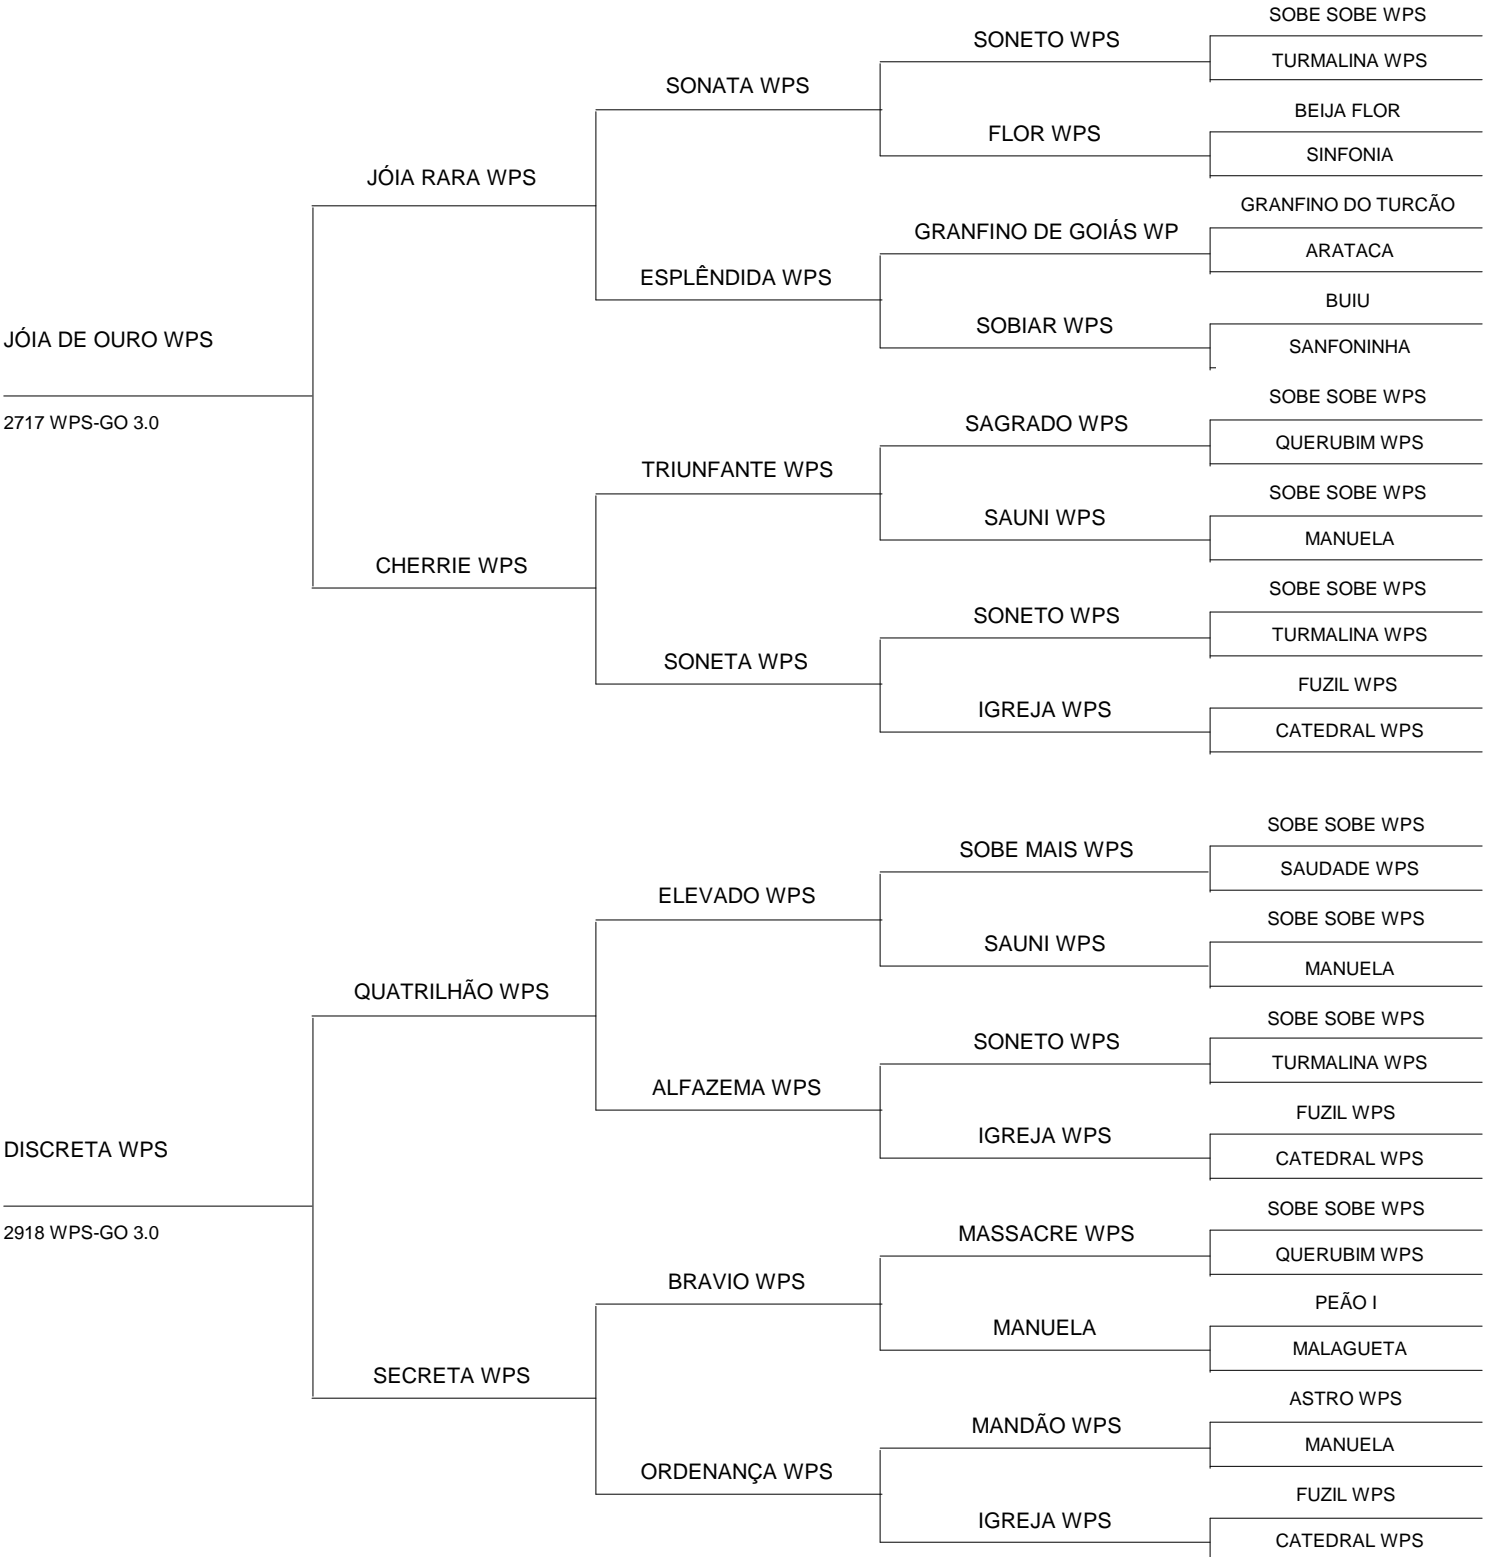 SOBE SOBE WPS
SONETO WPS
TURMALINA WPS
SONATA WPS
BEIJA FLOR
FLOR WPS
SINFONIA
JÓIA RARA WPS
GRANFINO DO TURCÃO
GRANFINO DE GOIÁS WP
ARATACA
ESPLÊNDIDA WPS
BUIU
SOBIAR WPS
SANFONINHA
JÓIA DE OURO WPS
2717 WPS-GO 3.0
SOBE SOBE WPS
SAGRADO WPS
QUERUBIM WPS
TRIUNFANTE WPS
SOBE SOBE WPS
SAUNI WPS
MANUELA
CHERRIE WPS
SOBE SOBE WPS
SONETO WPS
TURMALINA WPS
SONETA WPS
FUZIL WPS
IGREJA WPS
CATEDRAL WPS
SOBE SOBE WPS
SOBE MAIS WPS
SAUDADE WPS
ELEVADO WPS
SOBE SOBE WPS
SAUNI WPS
MANUELA
QUATRILHÃO WPS
SOBE SOBE WPS
SONETO WPS
TURMALINA WPS
ALFAZEMA WPS
FUZIL WPS
IGREJA WPS
CATEDRAL WPS
DISCRETA WPS
2918 WPS-GO 3.0
SOBE SOBE WPS
MASSACRE WPS
QUERUBIM WPS
BRAVIO WPS
PEÃO I
MANUELA
MALAGUETA
SECRETA WPS
ASTRO WPS
MANDÃO WPS
MANUELA
ORDENANÇA WPS
FUZIL WPS
IGREJA WPS
CATEDRAL WPS